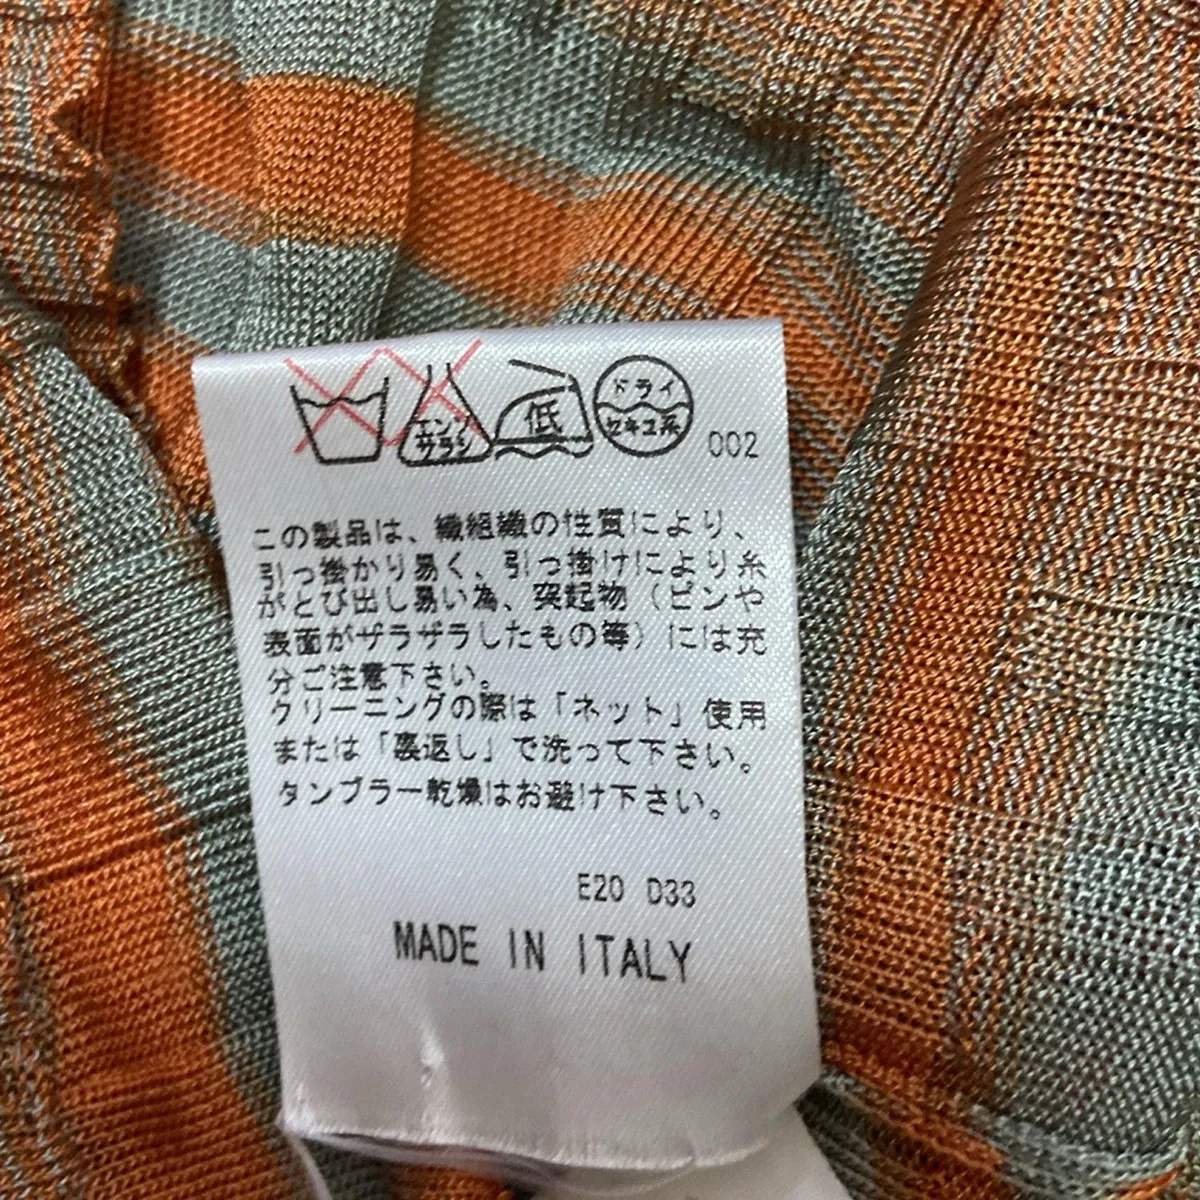 エンソ
サラシ
低
ドライ
セキユ系
002
この製品は、繊組織の性質により、
引っ掛かり易く、引っ掛けにより糸
がとび出し易い為、突起物（ピンや
表面がザラザラしたもの等）には充
分ご注意下さい。
クリーニングの際は「ネット」使用
または「裏返し」で洗って下さい。
タンブラー乾燥はお避け下さい。
E20 D33
MADE IN ITALY